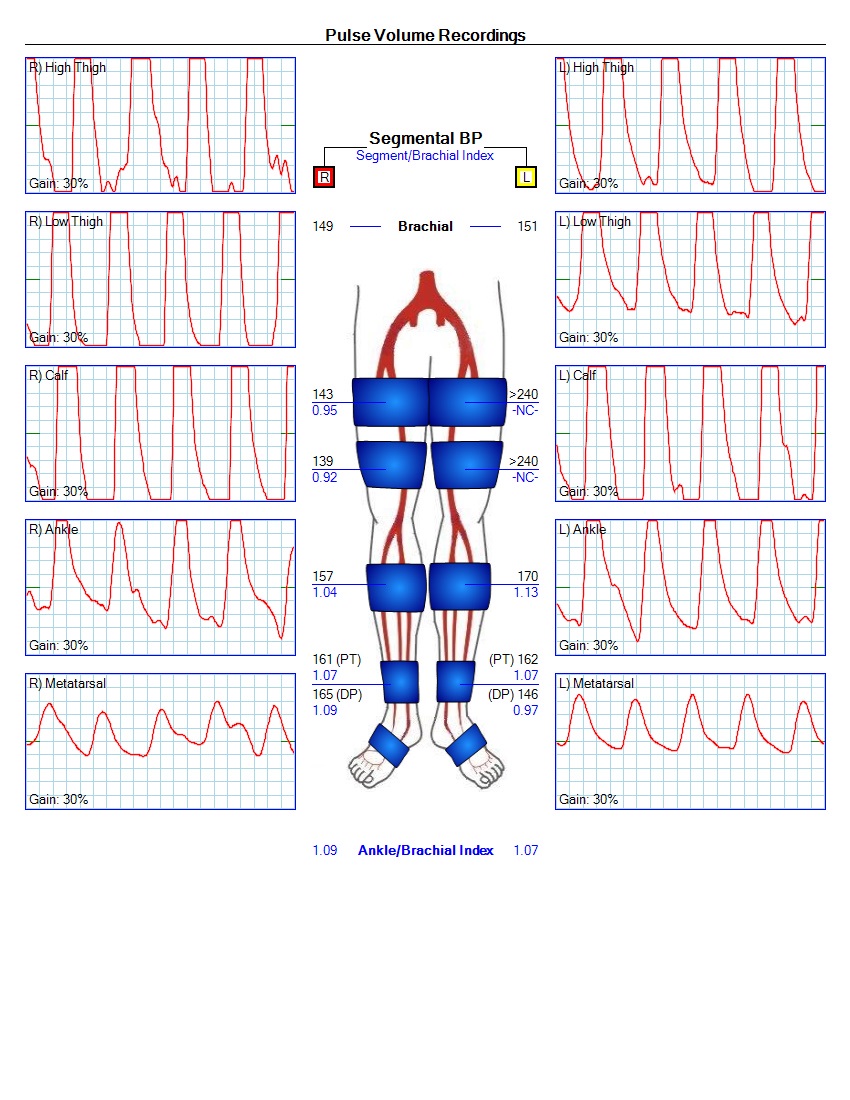 Pulse Volume Recordings
R) High Thigh
Gain: 30%
R) Low Thigh
Gain: 30%
R) Calf
Gain: 30%
R) Ankle
Gain: 30%
R) Metatarsal
Gain: 30%
Segmental BP
Segment/Brachial Index
R L
149 Brachial 151
143 >240
0.95 -NC-
139 >240
0.92 -NC-
157 170
1.04 1.13
161 (PT) (PT) 162
1.07 1.07
165 (DP) (DP) 146
1.09 0.97
1.09 Ankle/Brachial Index 1.07
L) High Thigh
Gain: 30%
L) Low Thigh
Gain: 30%
L) Calf
Gain: 30%
L) Ankle
Gain: 30%
L) Metatarsal
Gain: 30%